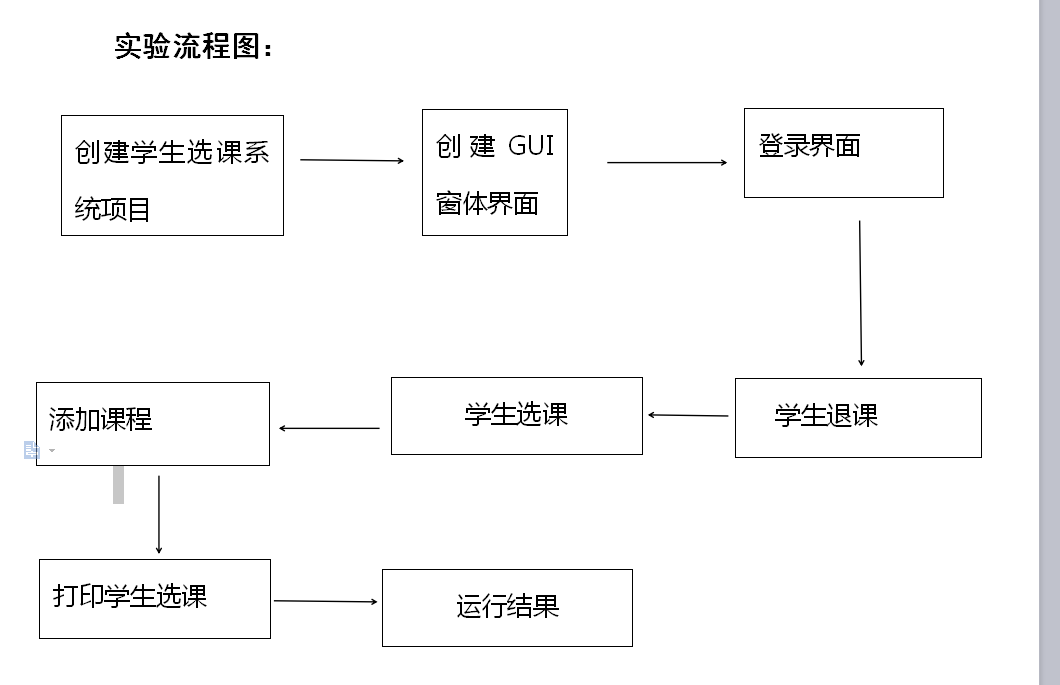 实验流程图：
创建学生选课系
统项目
创建 GUI
窗体界面
登录界面
学生退课
学生选课
添加课程
打印学生选课
运行结果